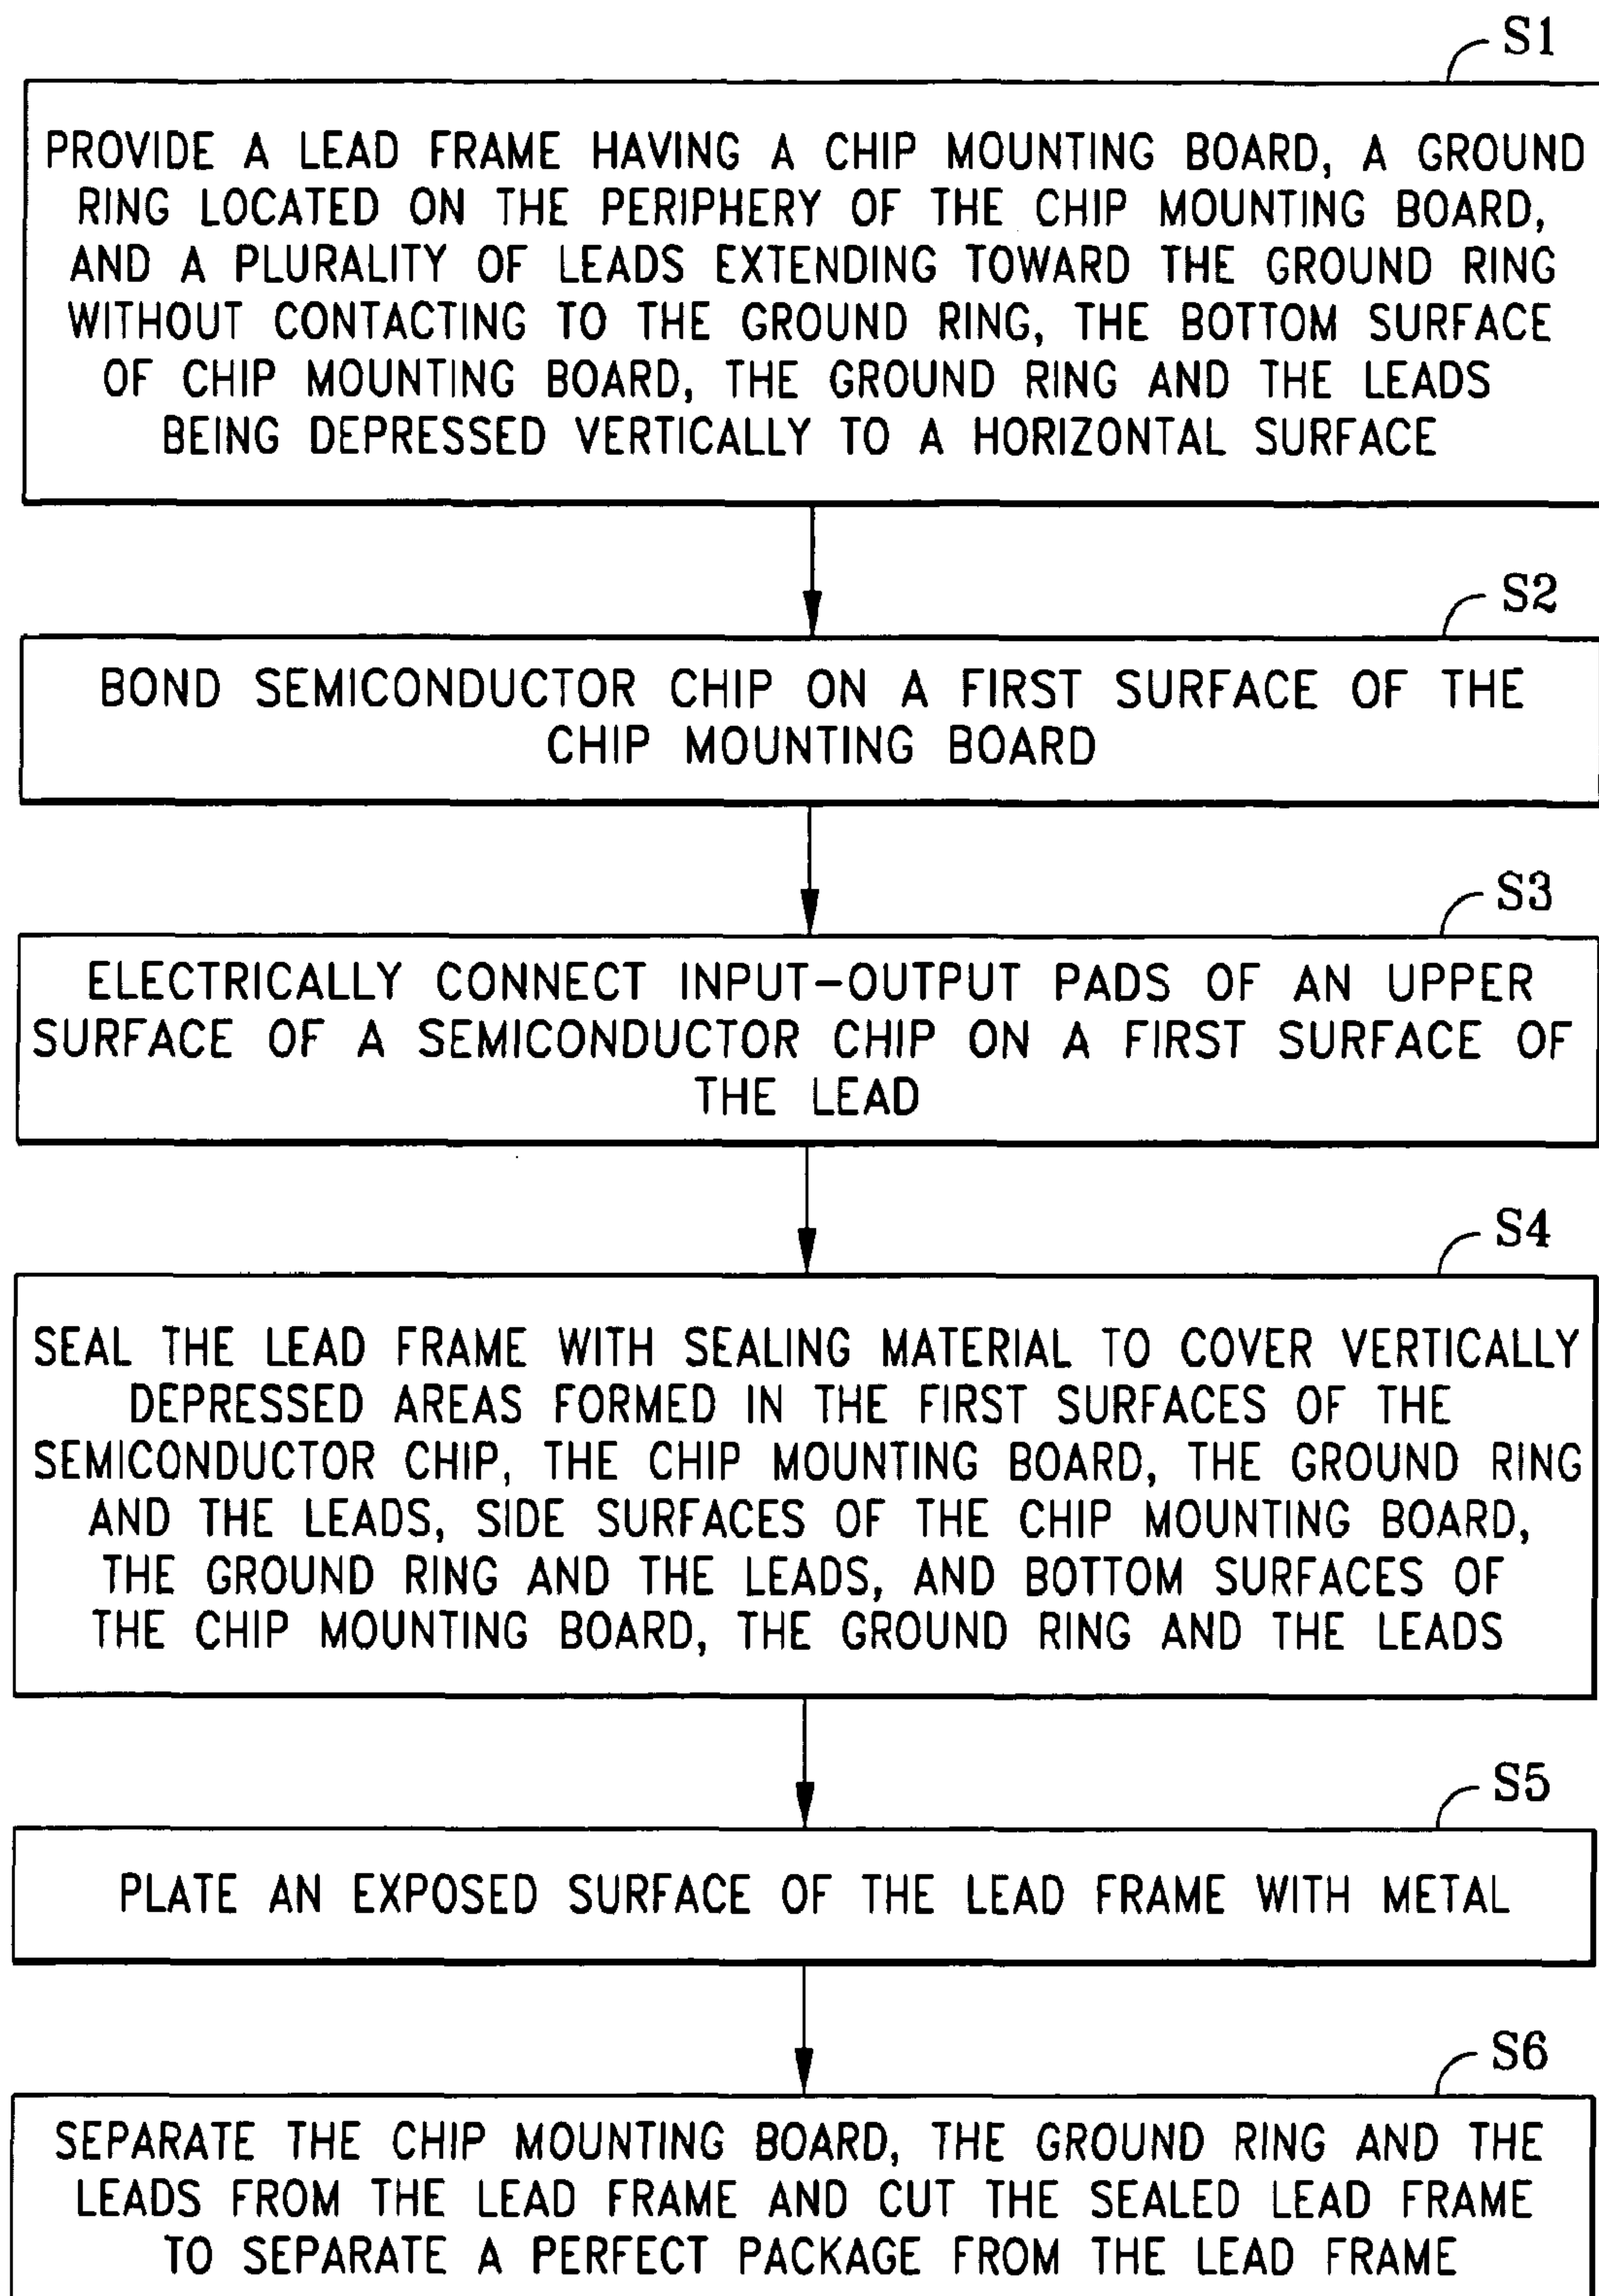 S1
PROVIDE A LEAD FRAME HAVING A CHIP MOUNTING BOARD, A GROUND
RING LOCATED ON THE PERIPHERY OF THE CHIP MOUNTING BOARD,
AND A PLURALITY OF LEADS EXTENDING TOWARD THE GROUND RING
WITHOUT CONTACTING TO THE GROUND RING, THE BOTTOM SURFACE
OF CHIP MOUNTING BOARD, THE GROUND RING AND THE LEADS
BEING DEPRESSED VERTICALLY TO A HORIZONTAL SURFACE
S2
BOND SEMICONDUCTOR CHIP ON A FIRST SURFACE OF THE
CHIP MOUNTING BOARD
S3
ELECTRICALLY CONNECT INPUT-OUTPUT PADS OF AN UPPER
SURFACE OF A SEMICONDUCTOR CHIP ON A FIRST SURFACE OF
THE LEAD
S4
SEAL THE LEAD FRAME WITH SEALING MATERIAL TO COVER VERTICALLY
DEPRESSED AREAS FORMED IN THE FIRST SURFACES OF THE
SEMICONDUCTOR CHIP, THE CHIP MOUNTING BOARD, THE GROUND RING
AND THE LEADS, SIDE SURFACES OF THE CHIP MOUNTING BOARD,
THE GROUND RING AND THE LEADS, AND BOTTOM SURFACES OF
THE CHIP MOUNTING BOARD, THE GROUND RING AND THE LEADS
S5
PLATE AN EXPOSED SURFACE OF THE LEAD FRAME WITH METAL
S6
SEPARATE THE CHIP MOUNTING BOARD, THE GROUND RING AND THE
LEADS FROM THE LEAD FRAME AND CUT THE SEALED LEAD FRAME
TO SEPARATE A PERFECT PACKAGE FROM THE LEAD FRAME